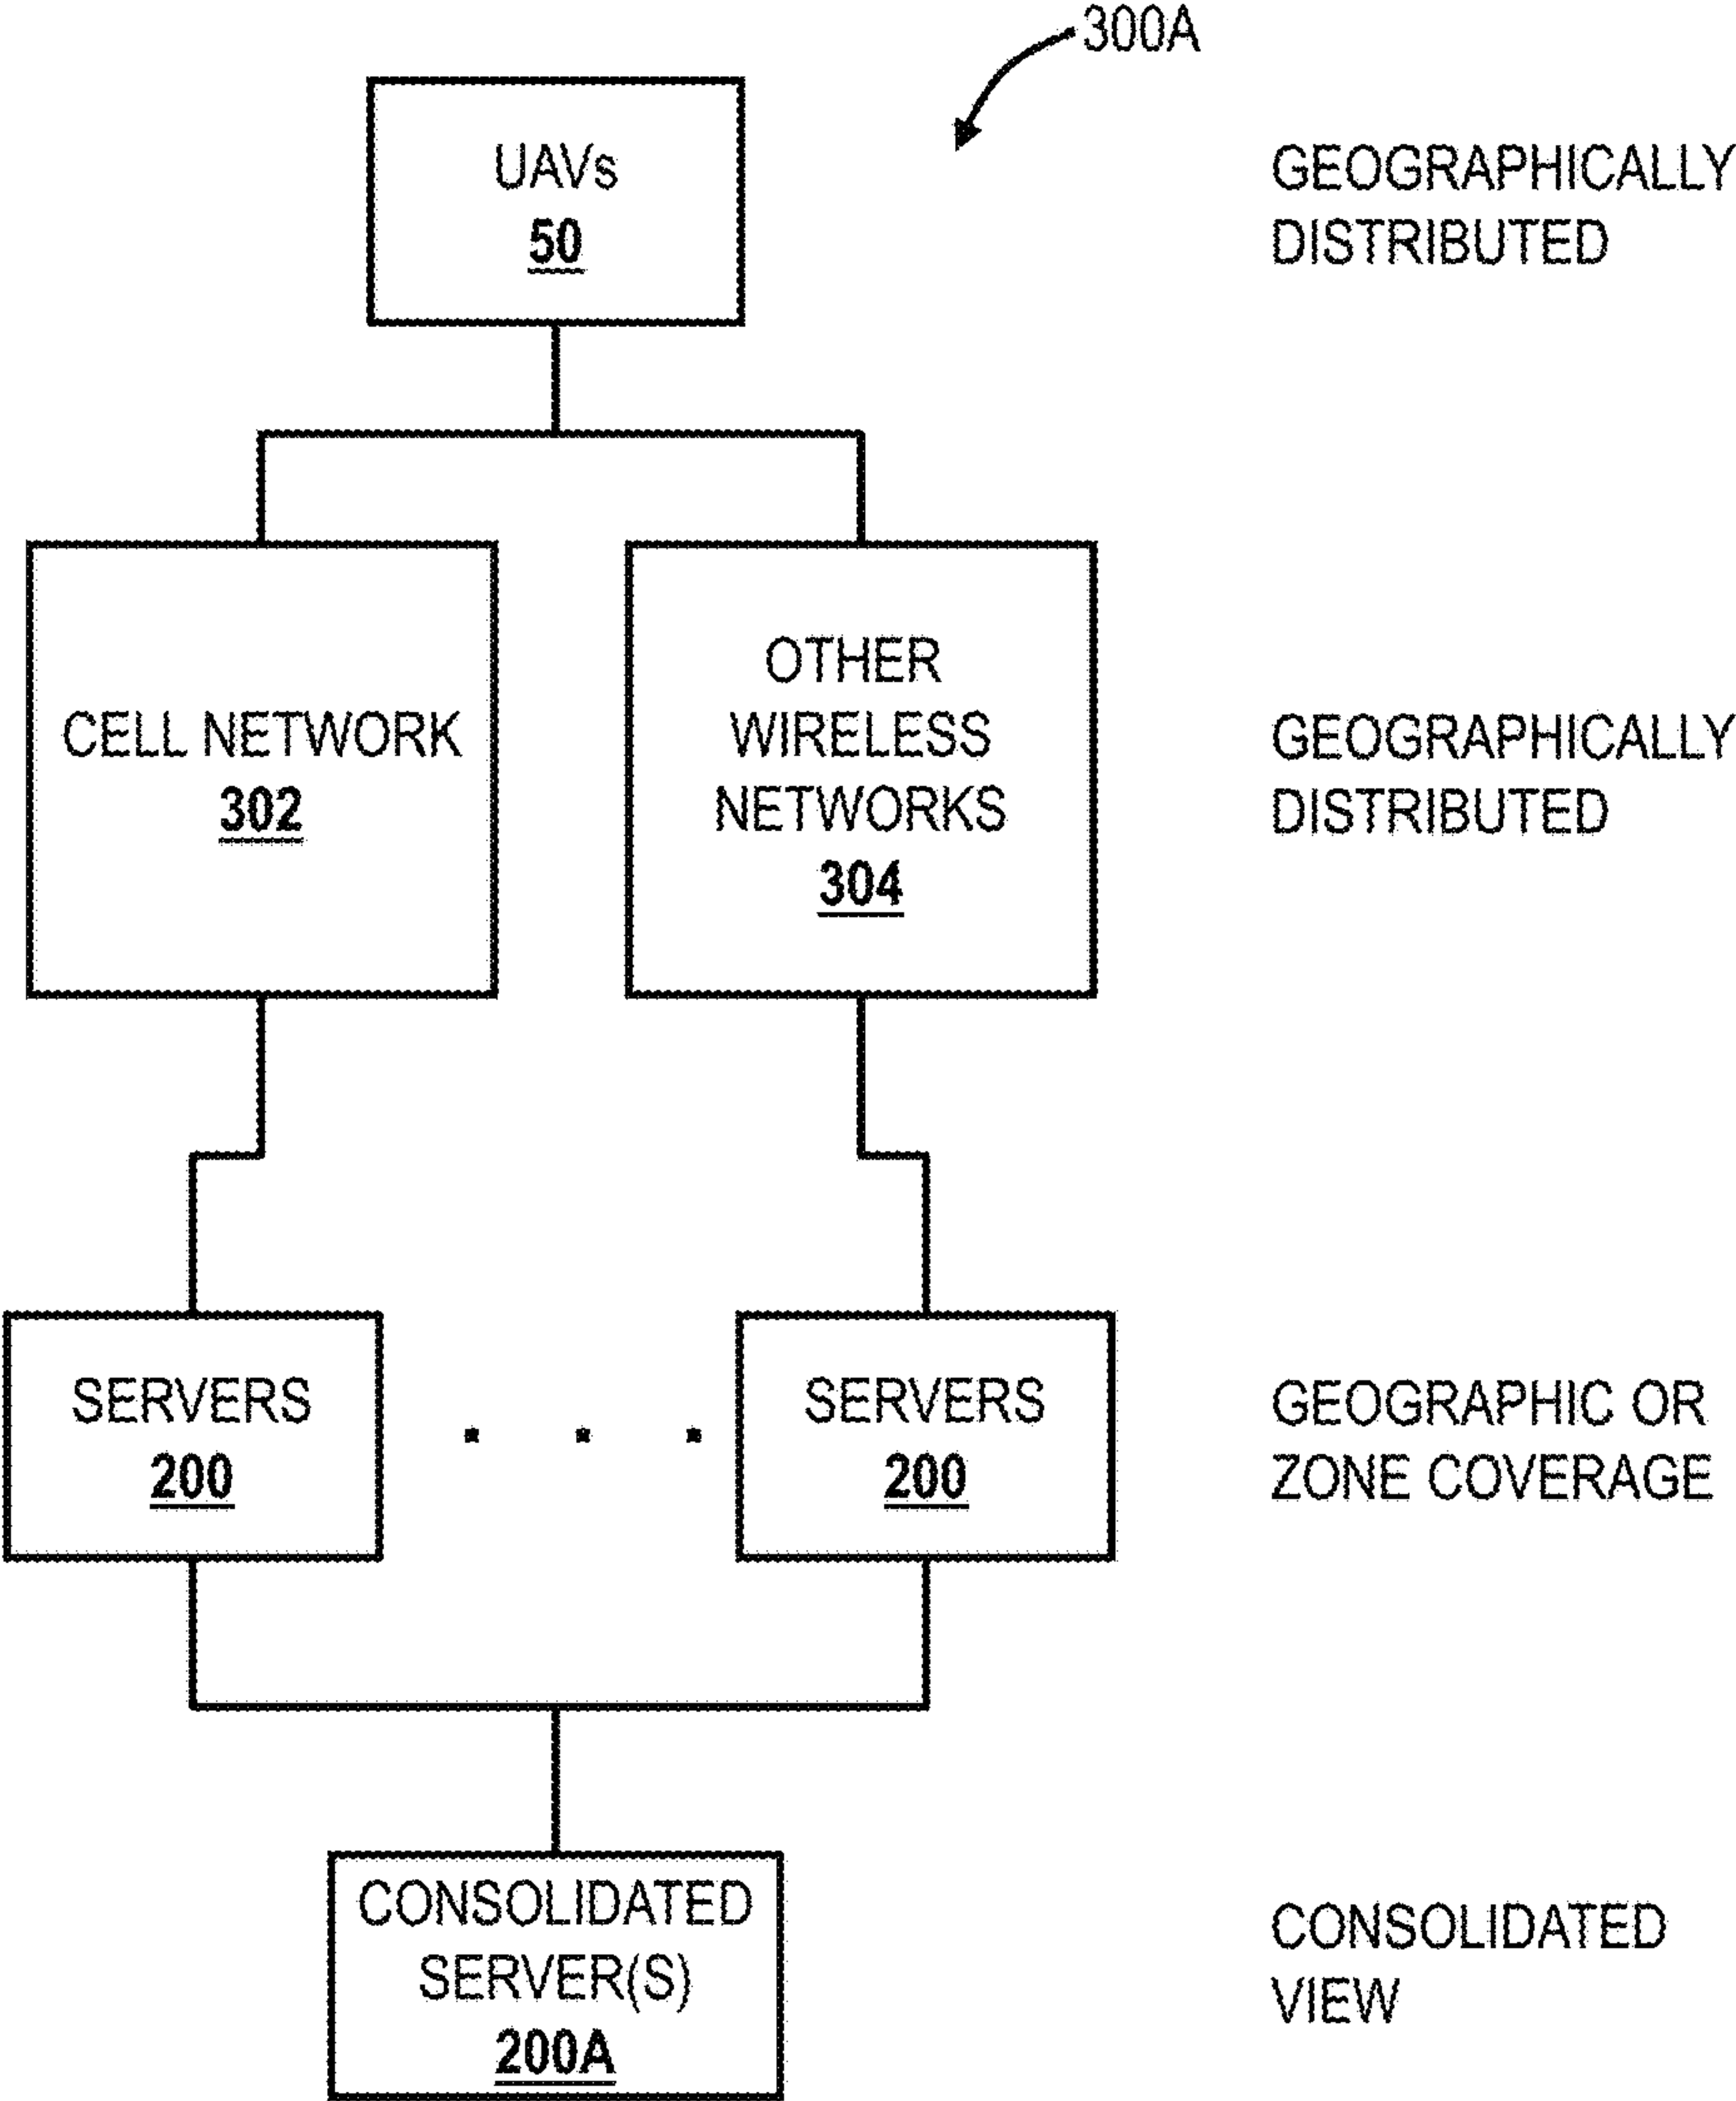 300A
UAVs
50
GEOGRAPHICALLY
DISTRIBUTED
CELL NETWORK
302
OTHER
WIRELESS
NETWORKS
304
GEOGRAPHICALLY
DISTRIBUTED
SERVERS
200
. . .
SERVERS
200
GEOGRAPHIC OR
ZONE COVERAGE
CONSOLIDATED
SERVER(S)
200A
CONSOLIDATED
VIEW